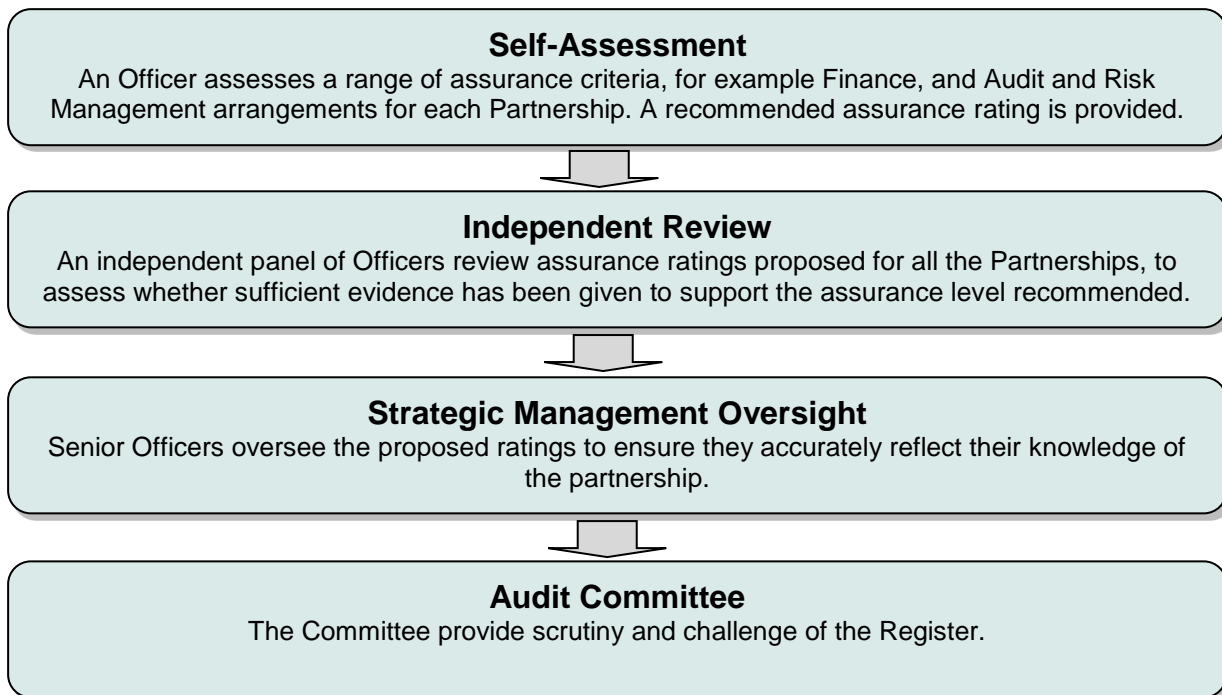 Self-Assessment
An Officer assesses a range of assurance criteria, for example Finance, and Audit and Risk
Management arrangements for each Partnership. A recommended assurance rating is provided.
Independent Review
An independent panel of Officers review assurance ratings proposed for all the Partnerships, to
assess whether sufficient evidence has been given to support the assurance level recommended.
Strategic Management Oversight
Senior Officers oversee the proposed ratings to ensure they accurately reflect their knowledge of
the partnership.
Audit Committee
The Committee provide scrutiny and challenge of the Register.